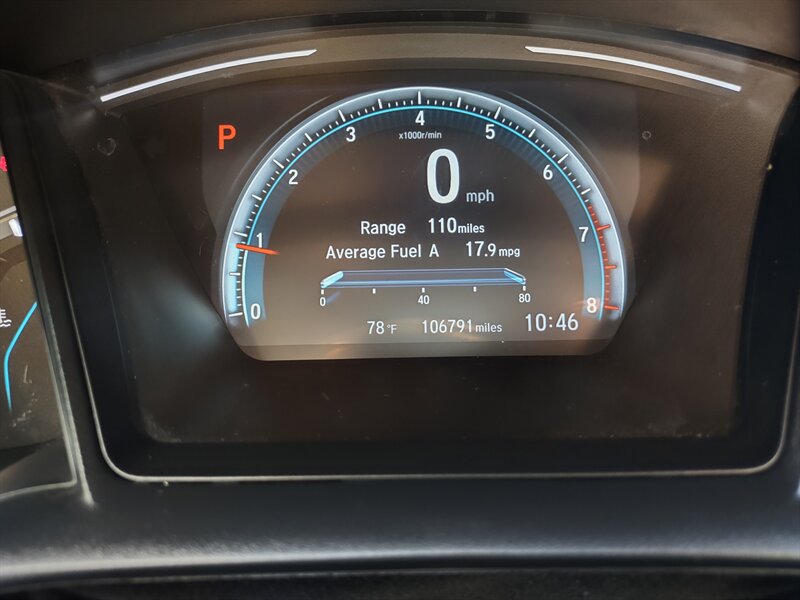 P
0 1 2 3 4 5 6 7 8
x1000r/min
0 mph
Range 110 miles
Average Fuel A 17.9 mpg
0 40 80
78°F 106791 miles 10:46